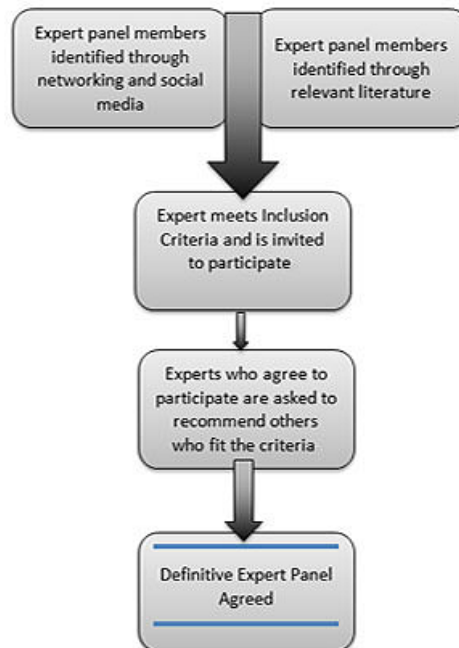 Expert panel members
identified through
networking and social
media
Expert panel members
identified through
relevant literature
Expert meets Inclusion
Criteria and is invited
to participate
Experts who agree to
participate are asked to
recommend others
who fit the criteria
Definitive Expert Panel
Agreed